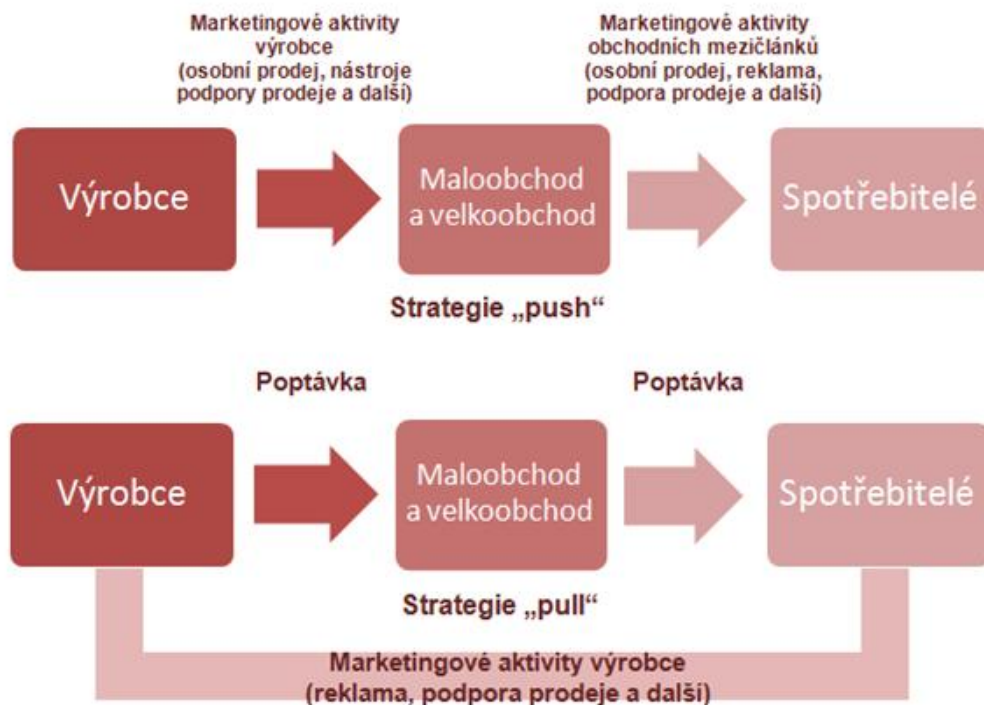 Marketingové aktivity
výrobce
(osobní prodej, nástroje
podpory prodeje a další)
Marketingové aktivity
obchodních mezičlánků
(osobní prodej, reklama,
podpora prodeje a další)
Výrobce
Maloobchod
a velkoobchod
Spotřebitelé
Strategie „push“
Poptávka
Poptávka
Výrobce
Maloobchod
a velkoobchod
Spotřebitelé
Strategie „pull“
Marketingové aktivity výrobce
(reklama, podpora prodeje a další)